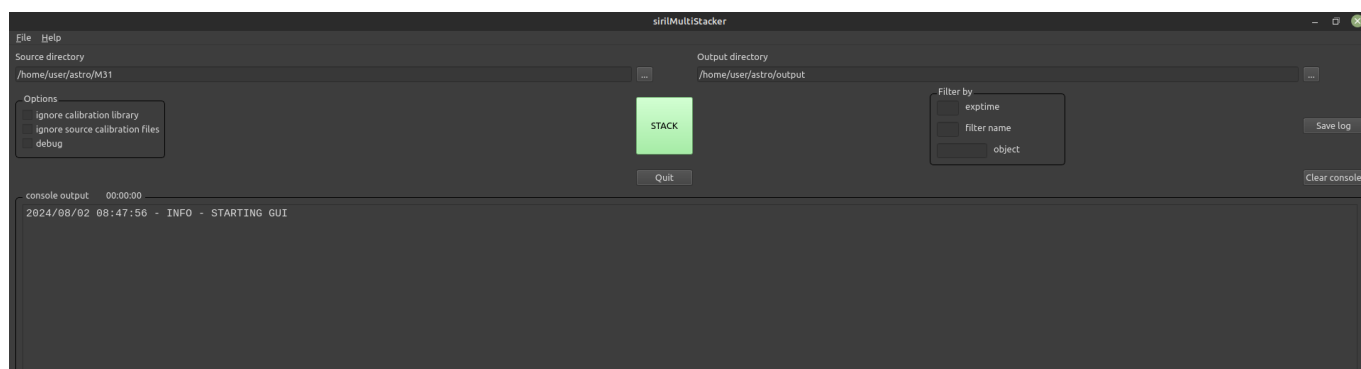 sirilMultiStacker
File Help
Source directory
Output directory
/home/user/astro/M31
...
/home/user/astro/output
...
Options
ignore calibration library
ignore source calibration files
debug
STACK
Filter by
exptime
filter name
object
Save log
Quit
Clear console
console output 00:00:00
2024/08/02 08:47:56 - INFO - STARTING GUI